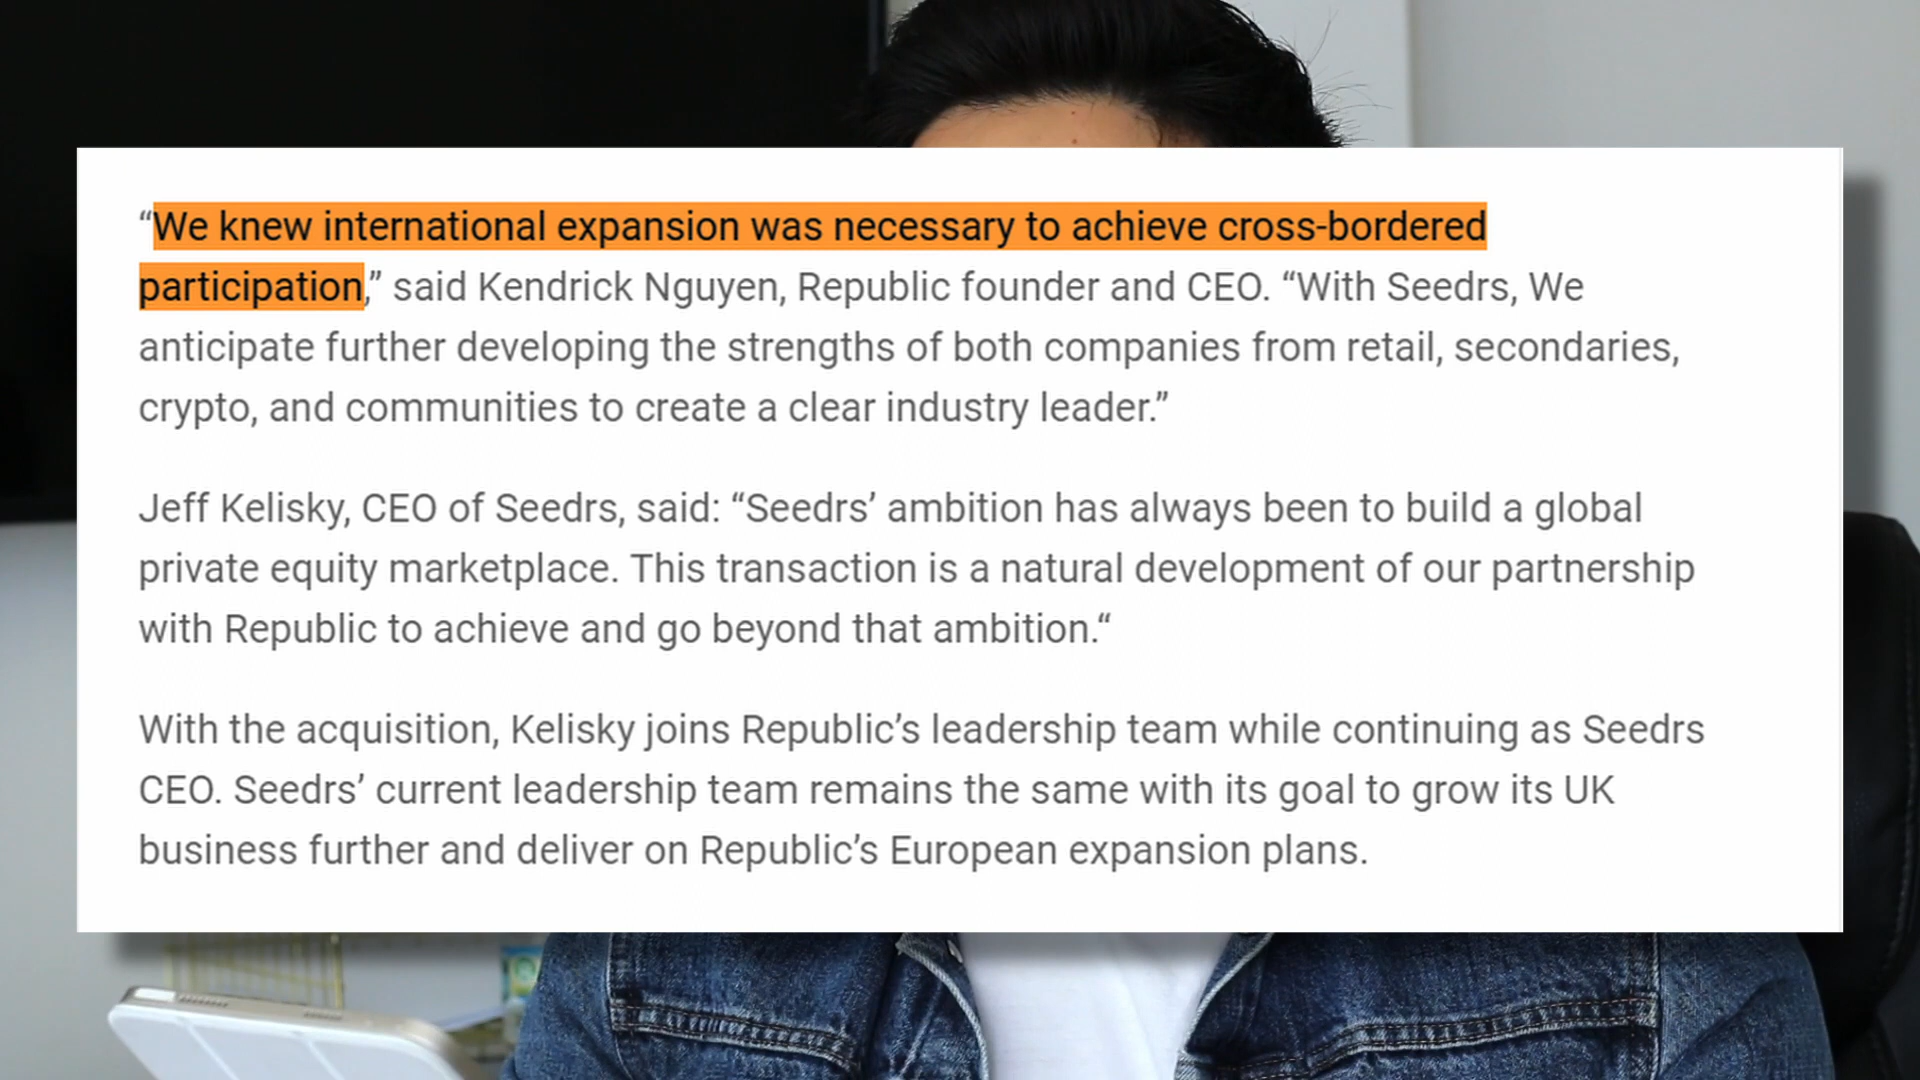 “We knew international expansion was necessary to achieve cross-bordered
participation,” said Kendrick Nguyen, Republic founder and CEO. “With Seedrs, We
anticipate further developing the strengths of both companies from retail, secondaries,
crypto, and communities to create a clear industry leader.”
Jeff Kelisky, CEO of Seedrs, said: “Seedrs’ ambition has always been to build a global
private equity marketplace. This transaction is a natural development of our partnership
with Republic to achieve and go beyond that ambition.“
With the acquisition, Kelisky joins Republic’s leadership team while continuing as Seedrs
CEO. Seedrs’ current leadership team remains the same with its goal to grow its UK
business further and deliver on Republic’s European expansion plans.